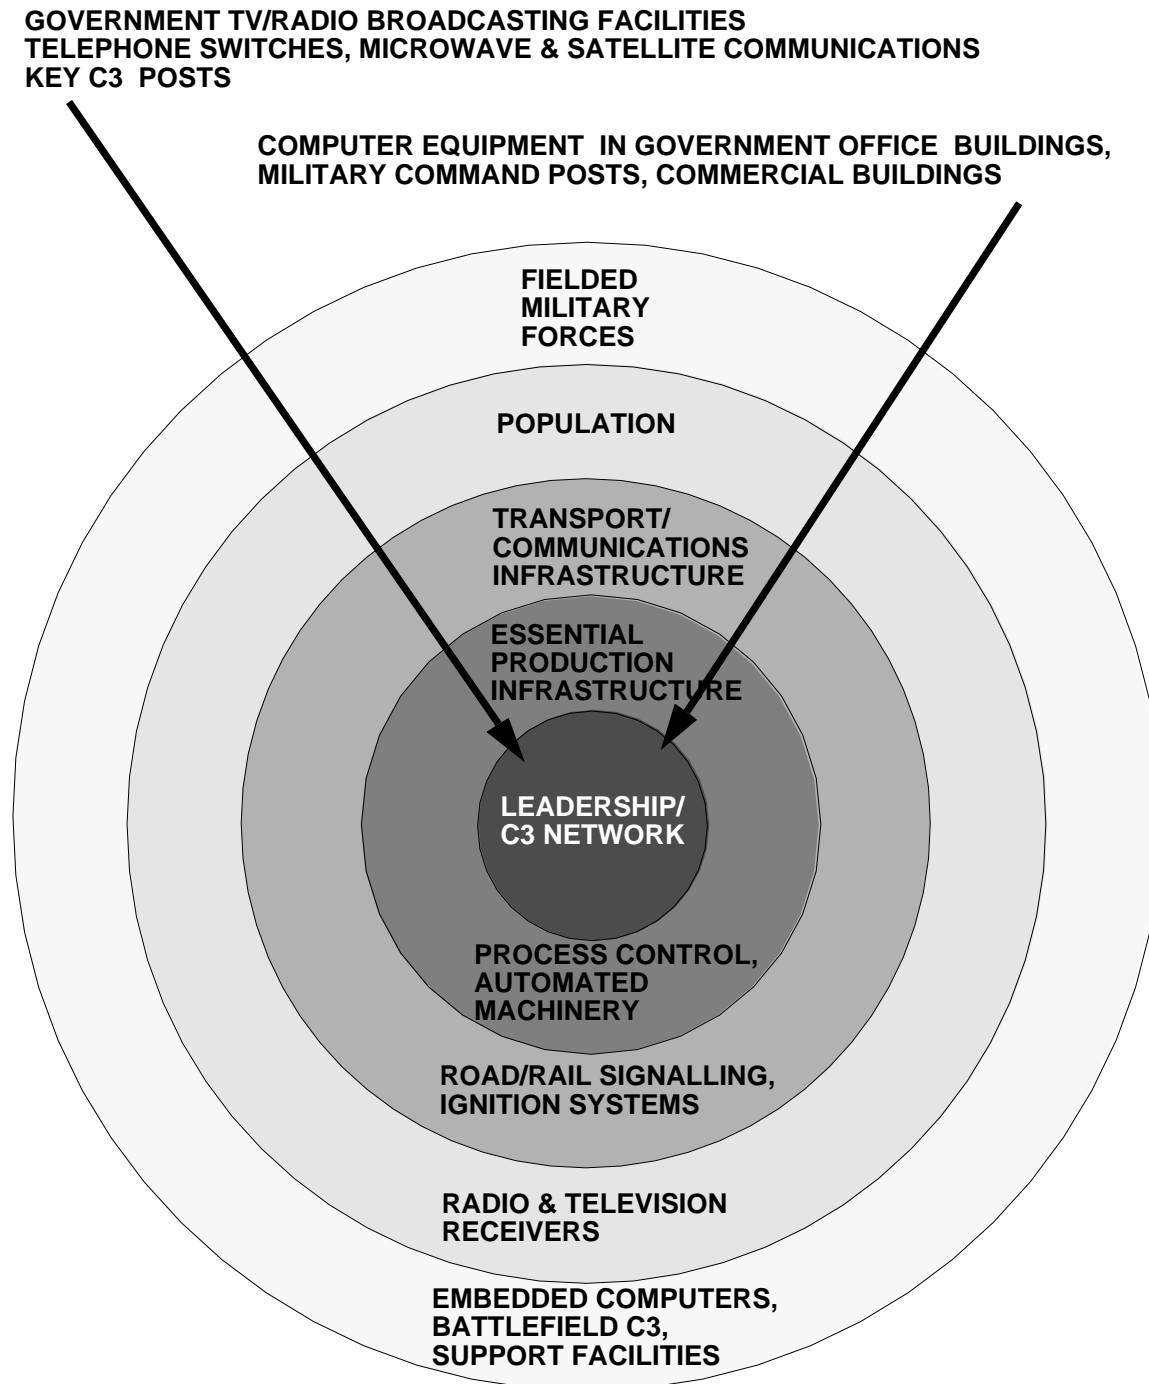 GOVERNMENT TV/RADIO BROADCASTING FACILITIES
TELEPHONE SWITCHES, MICROWAVE & SATELLITE COMMUNICATIONS
KEY C3 POSTS
COMPUTER EQUIPMENT IN GOVERNMENT OFFICE BUILDINGS,
MILITARY COMMAND POSTS, COMMERCIAL BUILDINGS
FIELDED
MILITARY
FORCES
POPULATION
TRANSPORT/
COMMUNICATIONS
INFRASTRUCTURE
ESSENTIAL
PRODUCTION
INFRASTRUCTURE
LEADERSHIP/
C3 NETWORK
PROCESS CONTROL,
AUTOMATED
MACHINERY
ROAD/RAIL SIGNALLING,
IGNITION SYSTEMS
RADIO & TELEVISION
RECEIVERS
EMBEDDED COMPUTERS,
BATTLEFIELD C3,
SUPPORT FACILITIES